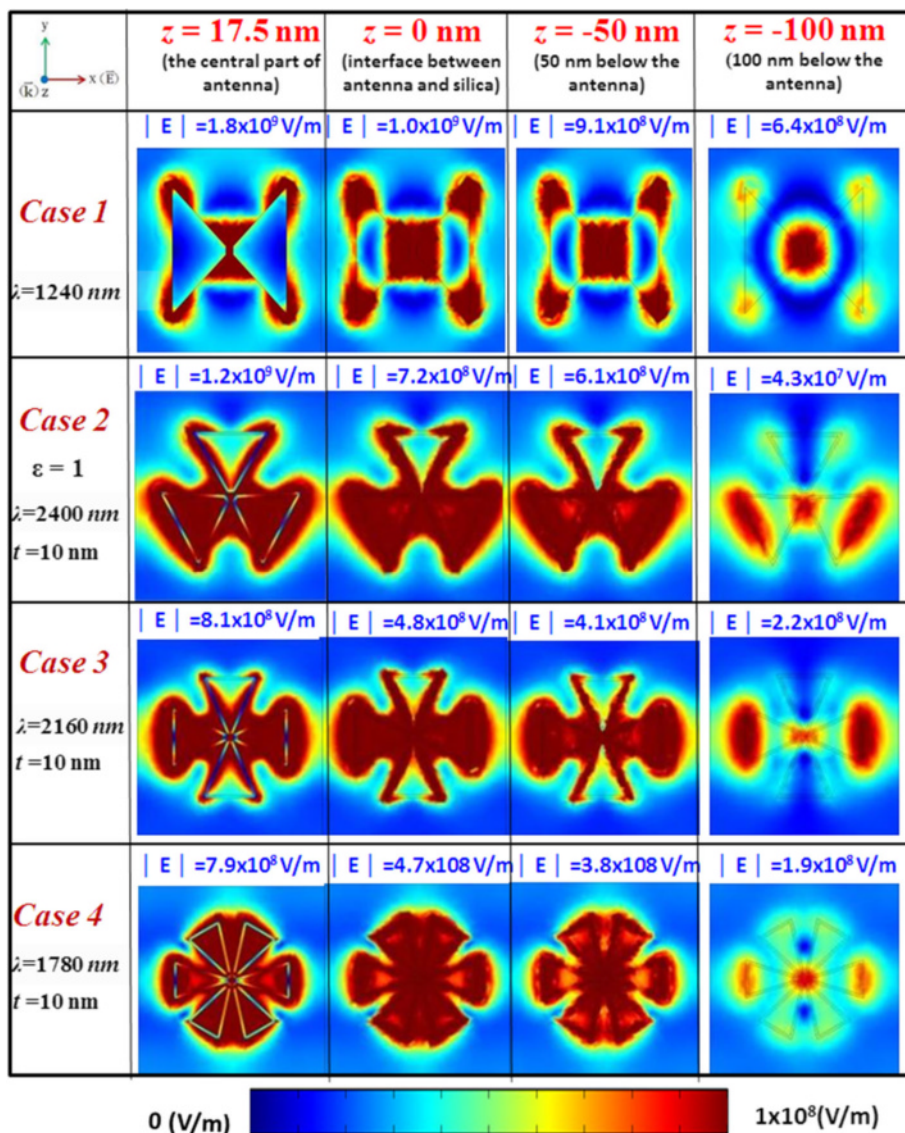 y
x (E⃗)
(k⃗) z
z = 17.5 nm
(the central part of
antenna)
z = 0 nm
(interface between
antenna and silica)
z = -50 nm
(50 nm below the
antenna)
z = -100 nm
(100 nm below the
antenna)
Case 1
λ=1240 nm
| E | =1.8x10⁹ V/m
| E | =1.0x10⁹ V/m
| E | =9.1x10⁸ V/m
| E | =6.4x10⁸ V/m
Case 2
ε = 1
λ=2400 nm
t =10 nm
| E | =1.2x10⁹ V/m
| E | =7.2x10⁸ V/m
| E | =6.1x10⁸ V/m
| E | =4.3x10⁷ V/m
Case 3
λ=2160 nm
t =10 nm
| E | =8.1x10⁸ V/m
| E | =4.8x10⁸ V/m
| E | =4.1x10⁸ V/m
| E | =2.2x10⁸ V/m
Case 4
λ=1780 nm
t =10 nm
| E | =7.9x10⁸ V/m
| E | =4.7x108 V/m
| E | =3.8x108 V/m
| E | =1.9x10⁸ V/m
0 (V/m)
1x10⁸(V/m)